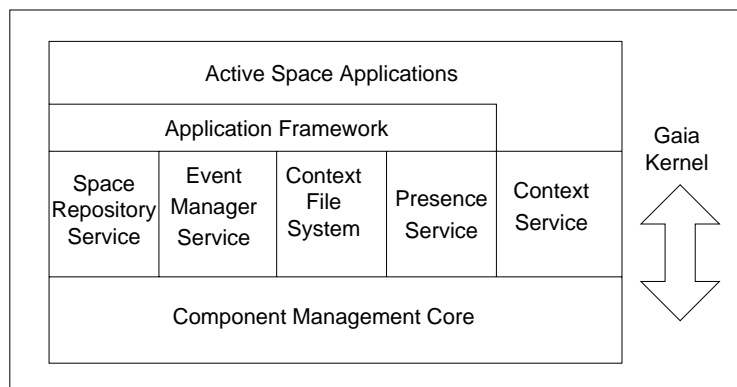 Active Space Applications
Application Framework
Gaia
Kernel
Space
Repository
Service
Event
Manager
Service
Context
File
System
Presence
Service
Context
Service
Component Management Core